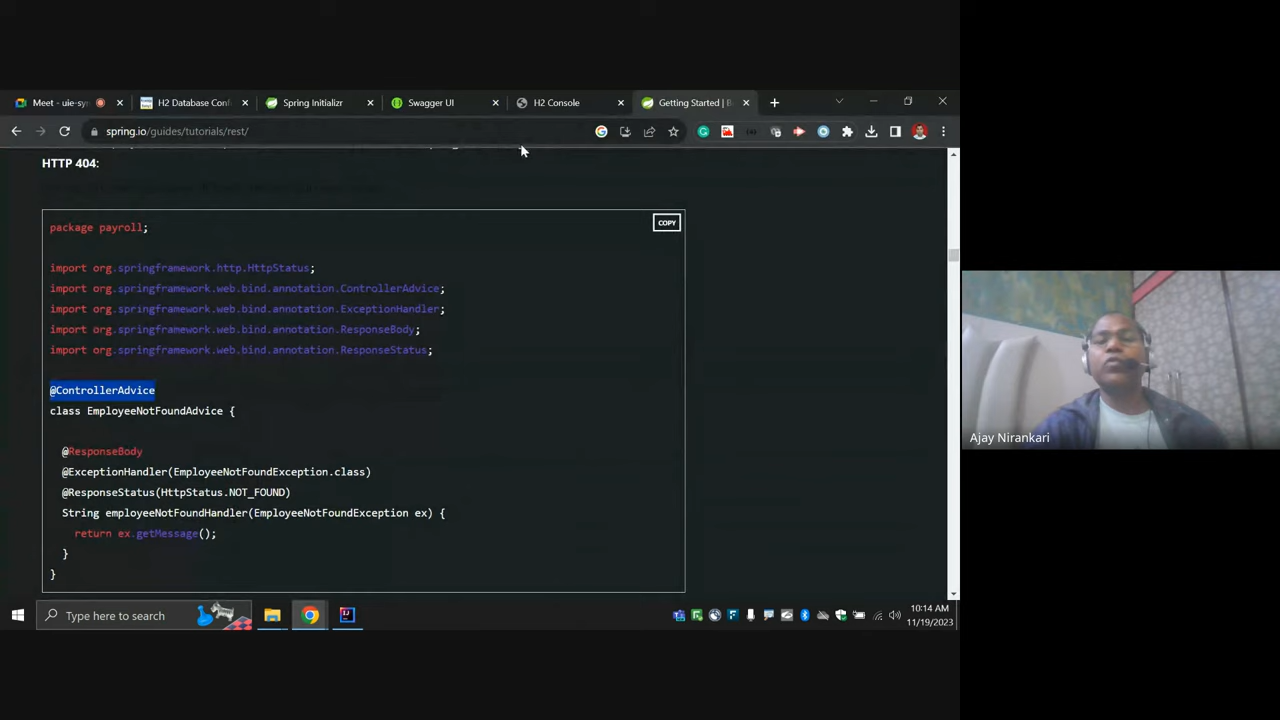 Meet - uie-sy
H2 Database Conf
Spring Initializr
Swagger UI
H2 Console
Getting Started | B
spring.io/guides/tutorials/rest/
HTTP 404:
COPY
package payroll;
import org.springframework.http.HttpStatus;
import org.springframework.web.bind.annotation.ControllerAdvice;
import org.springframework.web.bind.annotation.ExceptionHandler;
import org.springframework.web.bind.annotation.ResponseBody;
import org.springframework.web.bind.annotation.ResponseStatus;
@ControllerAdvice
class EmployeeNotFoundAdvice {
@ResponseBody
@ExceptionHandler(EmployeeNotFoundException.class)
@ResponseStatus(HttpStatus.NOT_FOUND)
String employeeNotFoundHandler(EmployeeNotFoundException ex) {
return ex.getMessage();
}
}
Ajay Nirankari
Type here to search
10:14 AM
11/19/2023